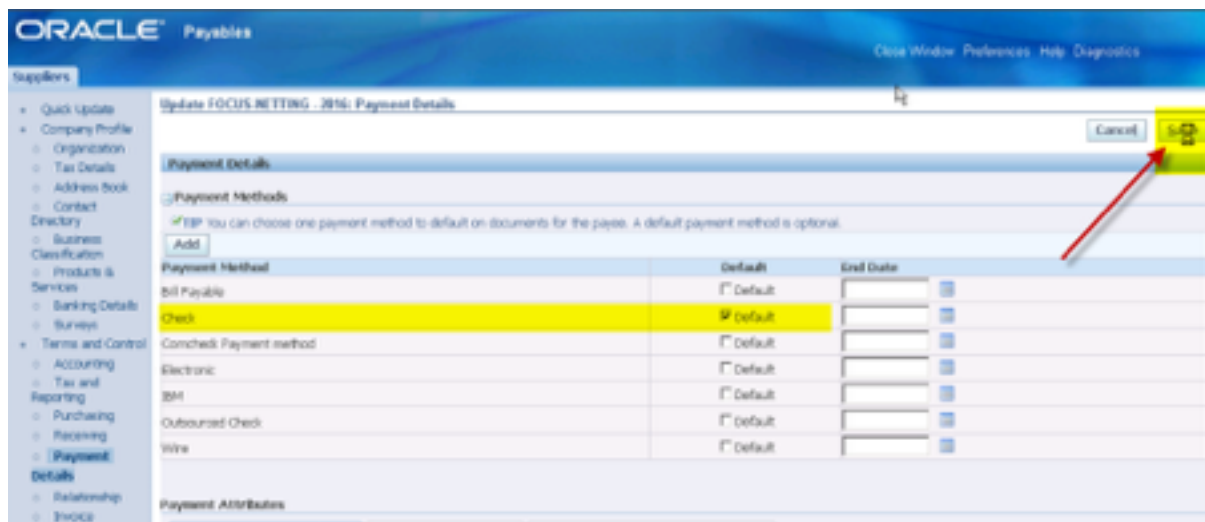 ORACLE Payables
Close Window Preferences Help Diagnostics
Suppliers
Quick Update
Company Profile
Organization
Tax Details
Address Book
Contact
Directory
Business
Classification
Products &
Services
Banking Details
Surveys
Terms and Control
Accounting
Tax and
Reporting
Purchasing
Receiving
Payment
Details
Relationship
Invoice
Update FOCUS-NETTING - 2016: Payment Details
Cancel
Payment Details
Payment Methods
TIP You can choose one payment method to default on documents for the payee. A default payment method is optional.
Add
Payment Method Default End Date
Bill Payable Default
Check Default
Comcheck Payment method Default
Electronic Default
IBM Default
Outsourced Check Default
Wire Default
Payment Attributes